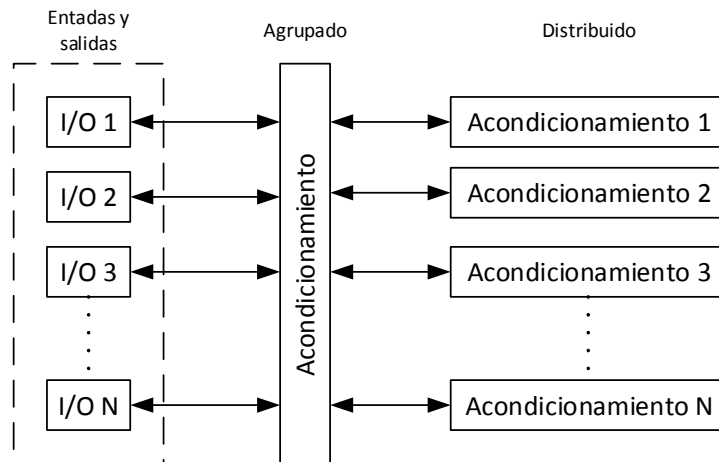 Entadas y
salidas
Agrupado
Distribuido
I/O 1
Acondicionamiento 1
I/O 2
Acondicionamiento 2
I/O 3
Acondicionamiento 3
Acondicionamiento
I/O N
Acondicionamiento N